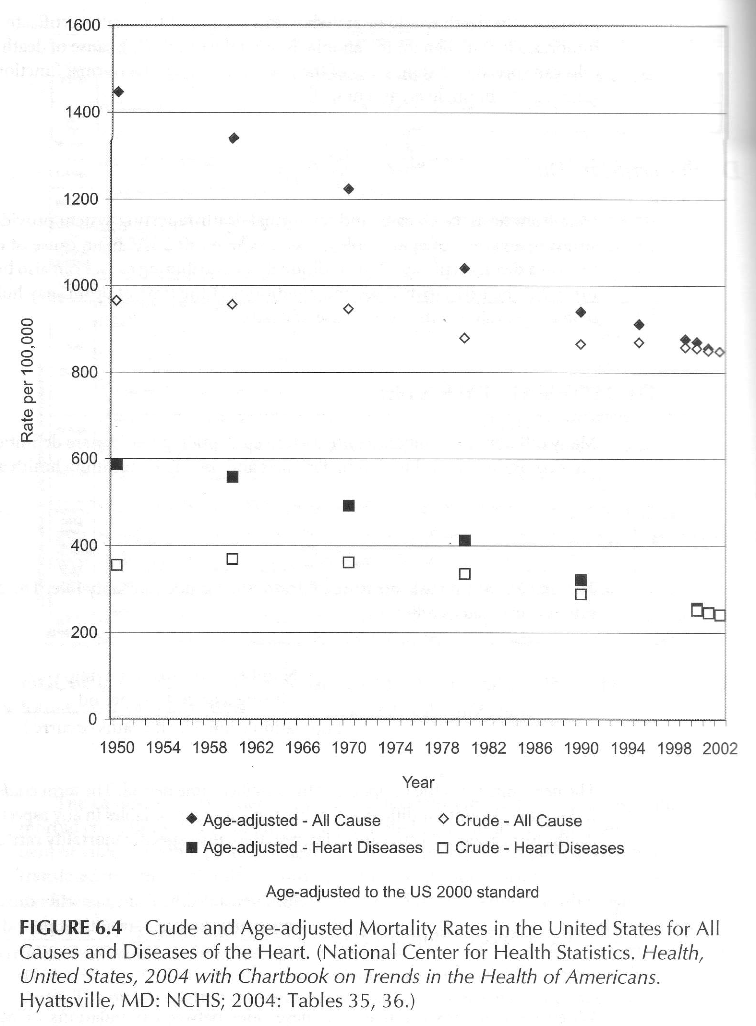 1600
1400
1200
1000
800
600
400
200
0
Rate per 100,000
1950 1954 1958 1962 1966 1970 1974 1978 1982 1986 1990 1994 1998 2002
Year
Age-adjusted - All Cause Crude - All Cause
Age-adjusted - Heart Diseases Crude - Heart Diseases
Age-adjusted to the US 2000 standard
FIGURE 6.4 Crude and Age-adjusted Mortality Rates in the United States for All
Causes and Diseases of the Heart. (National Center for Health Statistics. Health,
United States, 2004 with Chartbook on Trends in the Health of Americans.
Hyattsville, MD: NCHS; 2004: Tables 35, 36.)